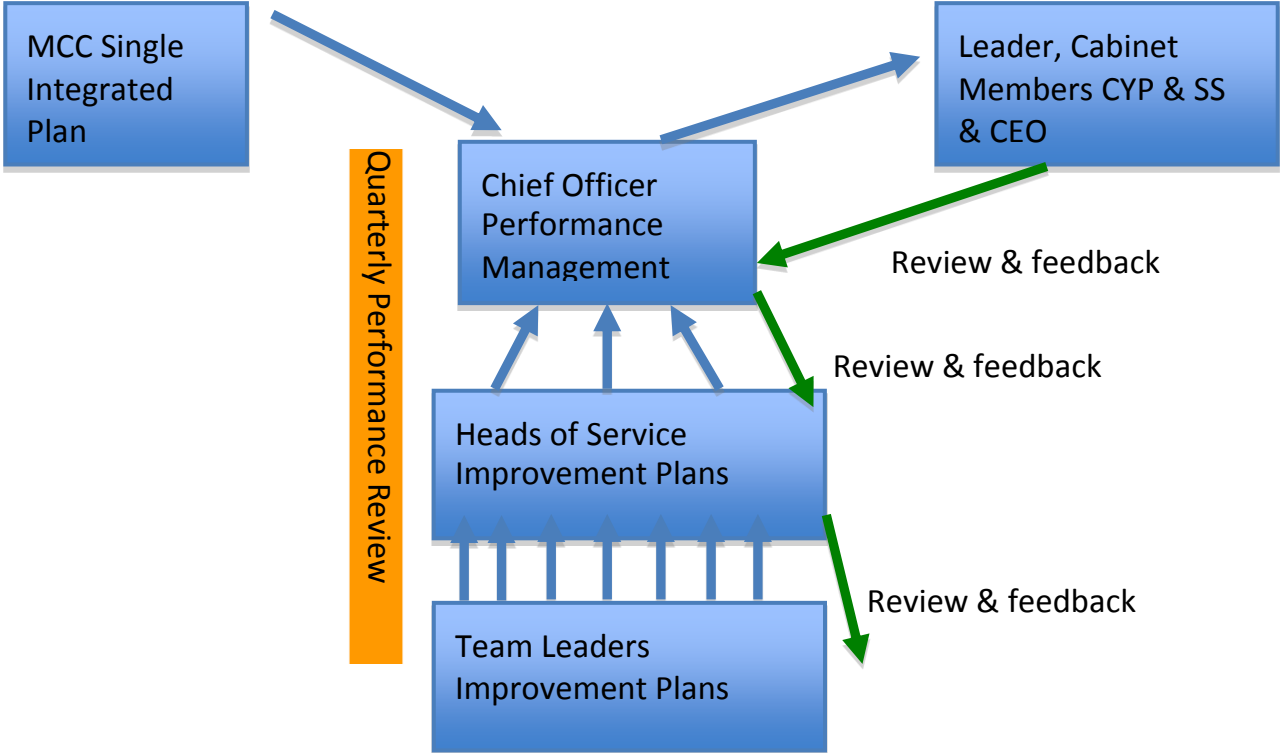 MCC Single
Integrated
Plan
Leader, Cabinet
Members CYP & SS
& CEO
Chief Officer
Performance
Management
Quarterly Performance Review
Review & feedback
Review & feedback
Heads of Service
Improvement Plans
Review & feedback
Team Leaders
Improvement Plans